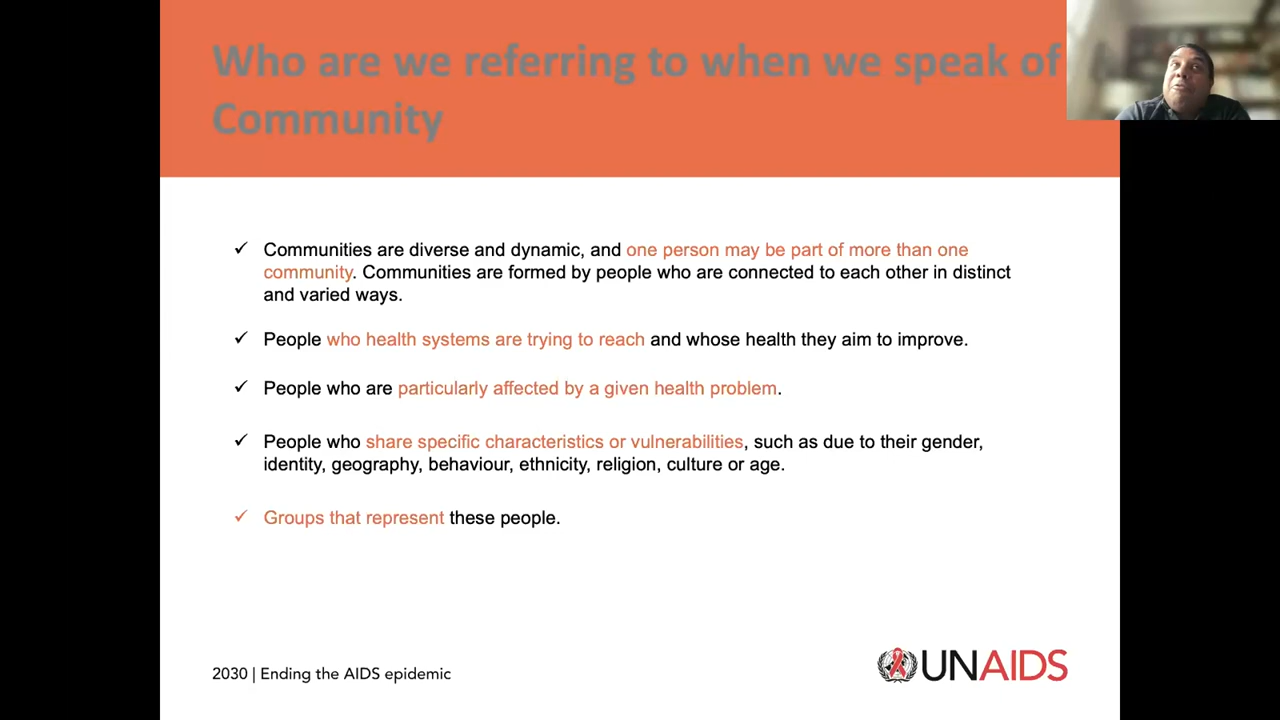 Who are we referring to when we speak of
Community
✓ Communities are diverse and dynamic, and one person may be part of more than one
community. Communities are formed by people who are connected to each other in distinct
and varied ways.
✓ People who health systems are trying to reach and whose health they aim to improve.
✓ People who are particularly affected by a given health problem.
✓ People who share specific characteristics or vulnerabilities, such as due to their gender,
identity, geography, behaviour, ethnicity, religion, culture or age.
✓ Groups that represent these people.
2030 | Ending the AIDS epidemic
UNAIDS